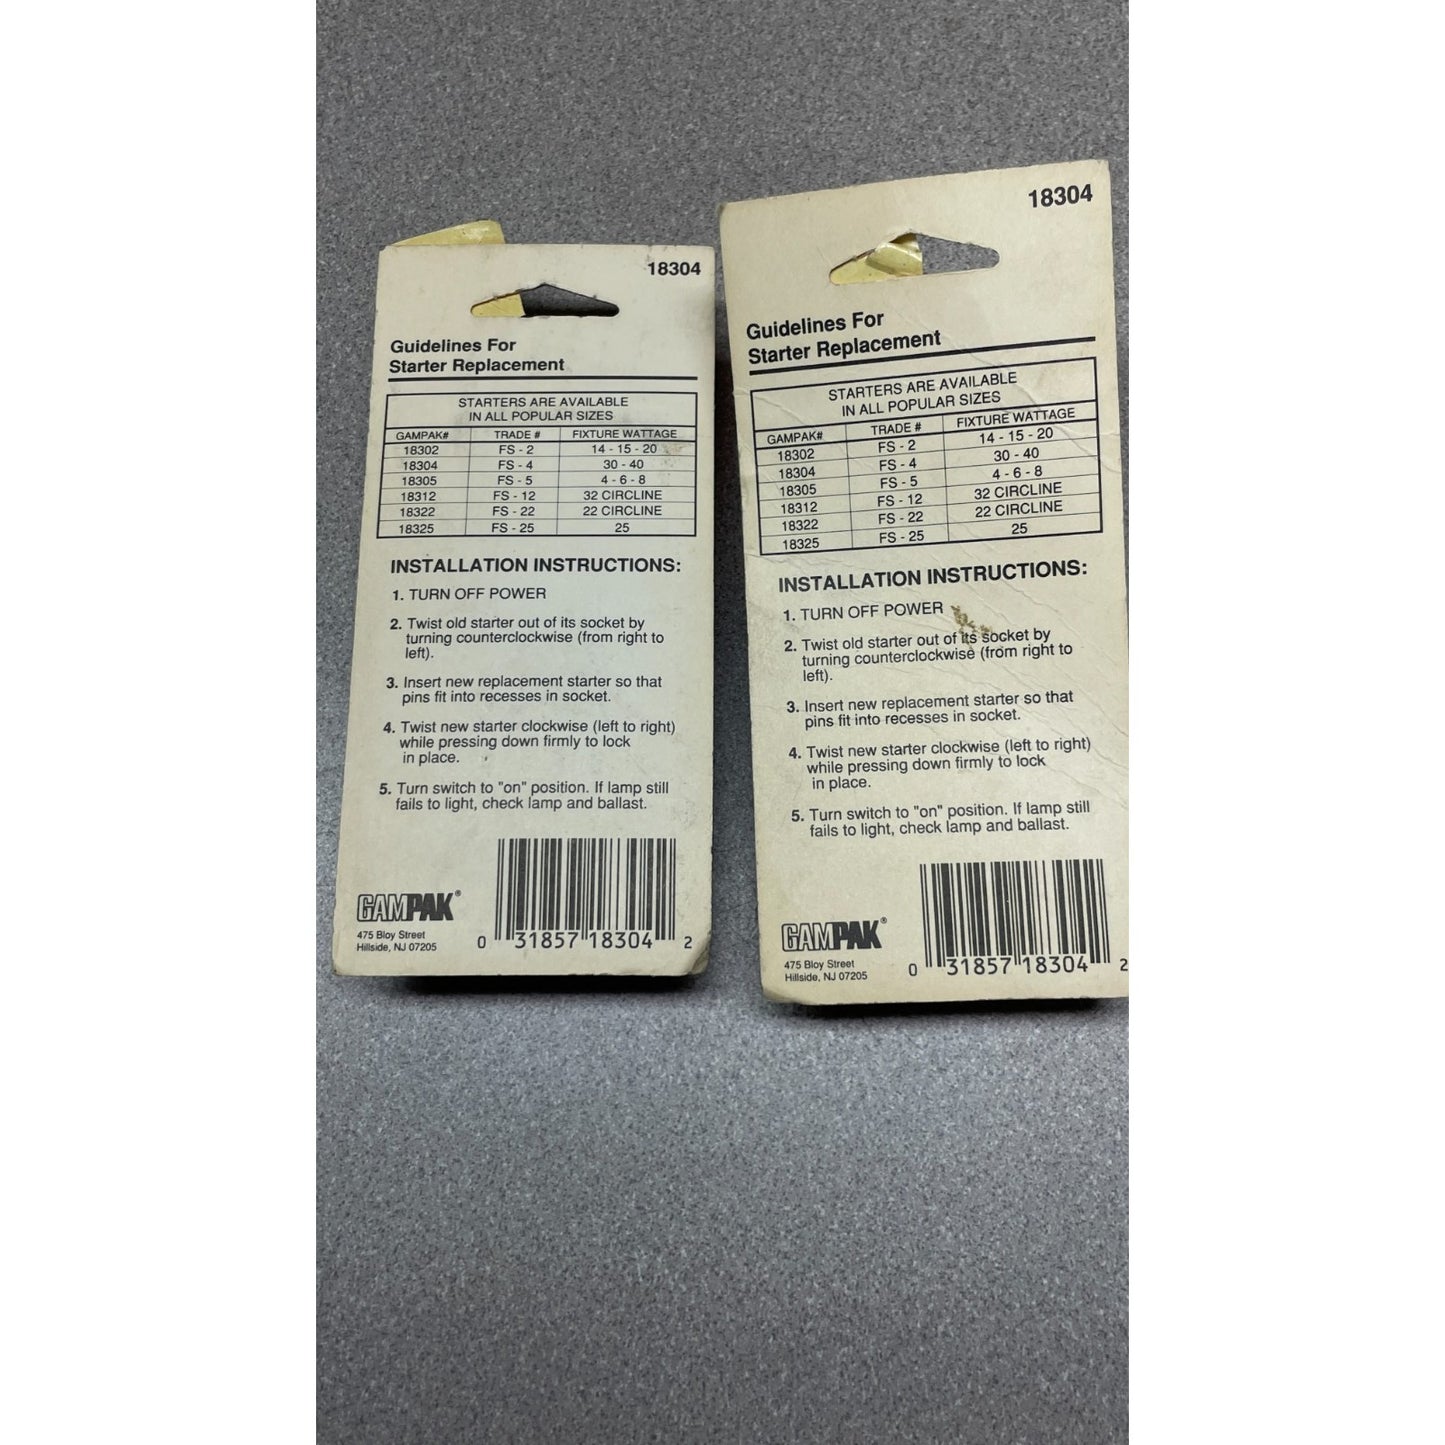 18304
Guidelines For
Starter Replacement
STARTERS ARE AVAILABLE
IN ALL POPULAR SIZES
GAMPAK# TRADE # FIXTURE WATTAGE
18302 FS - 2 14 - 15 - 20
18304 FS - 4 30 - 40
18305 FS - 5 4 - 6 - 8
18312 FS - 12 32 CIRCLINE
18322 FS - 22 22 CIRCLINE
18325 FS - 25 25
INSTALLATION INSTRUCTIONS:
1. TURN OFF POWER
2. Twist old starter out of its socket by
turning counterclockwise (from right to
left).
3. Insert new replacement starter so that
pins fit into recesses in socket.
4. Twist new starter clockwise (left to right)
while pressing down firmly to lock
in place.
5. Turn switch to "on" position. If lamp still
fails to light, check lamp and ballast.
GAMPAK®
475 Bloy Street
Hillside, NJ 07205
0 31857 18304 2
18304
Guidelines For
Starter Replacement
STARTERS ARE AVAILABLE
IN ALL POPULAR SIZES
GAMPAK# TRADE # FIXTURE WATTAGE
18302 FS - 2 14 - 15 - 20
18304 FS - 4 30 - 40
18305 FS - 5 4 - 6 - 8
18312 FS - 12 32 CIRCLINE
18322 FS - 22 22 CIRCLINE
18325 FS - 25 25
INSTALLATION INSTRUCTIONS:
1. TURN OFF POWER
2. Twist old starter out of its socket by
turning counterclockwise (from right to
left).
3. Insert new replacement starter so that
pins fit into recesses in socket.
4. Twist new starter clockwise (left to right)
while pressing down firmly to lock
in place.
5. Turn switch to "on" position. If lamp still
fails to light, check lamp and ballast.
GAMPAK®
475 Bloy Street
Hillside, NJ 07205
0 31857 18304 2